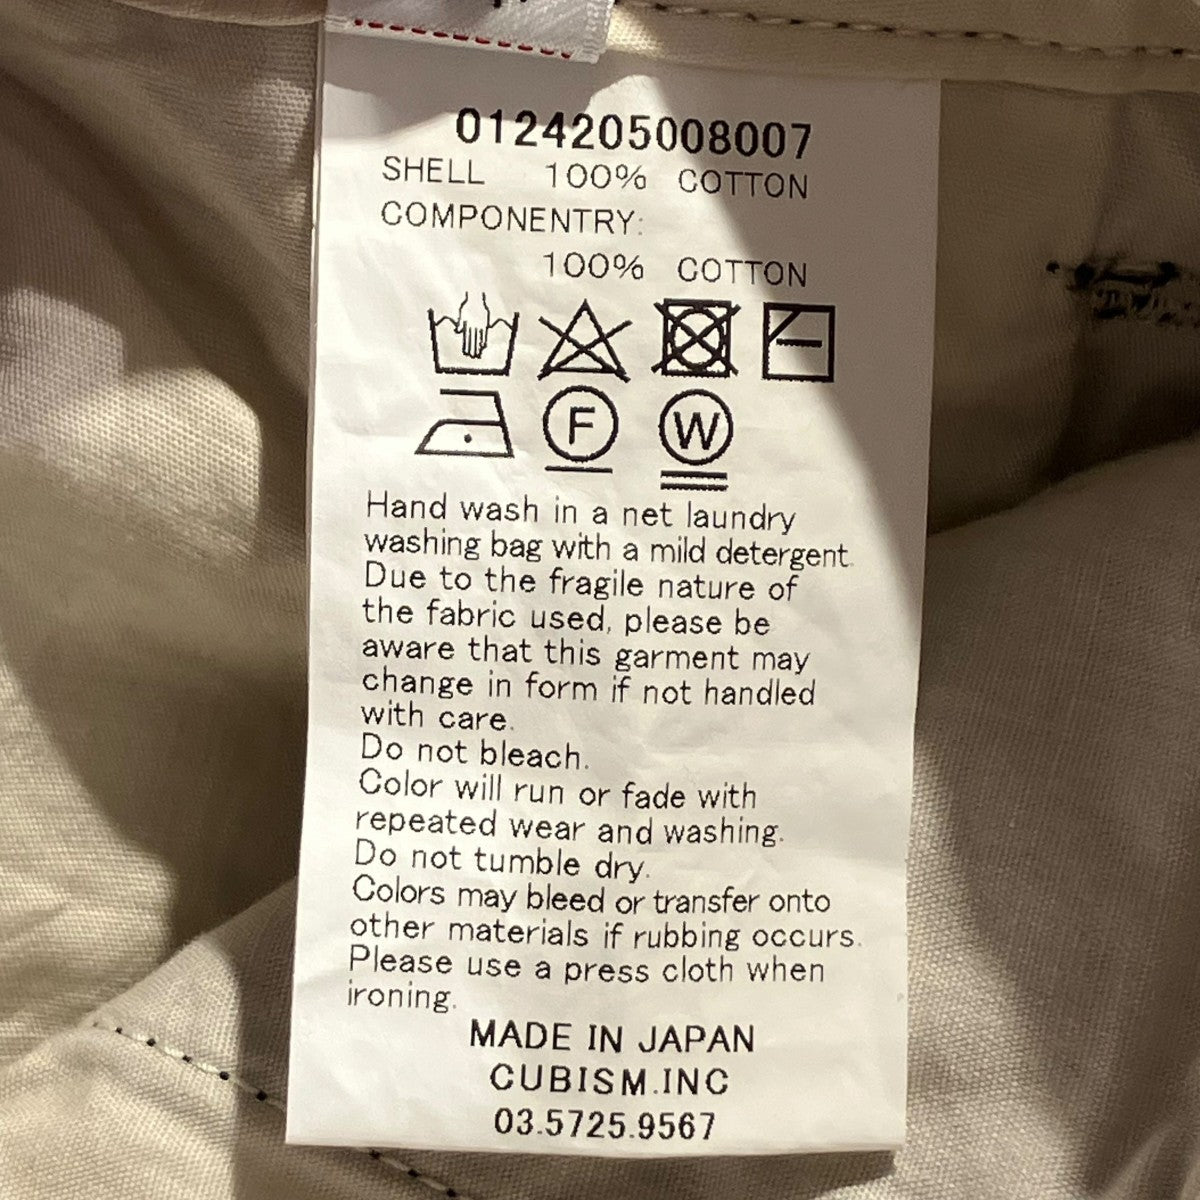 0124205008007
SHELL 100% COTTON
COMPONENTRY:
100% COTTON
F W
Hand wash in a net laundry
washing bag with a mild detergent.
Due to the fragile nature of
the fabric used, please be
aware that this garment may
change in form if not handled
with care.
Do not bleach.
Color will run or fade with
repeated wear and washing.
Do not tumble dry.
Colors may bleed or transfer onto
other materials if rubbing occurs.
Please use a press cloth when
ironing.
MADE IN JAPAN
CUBISM.INC
03.5725.9567